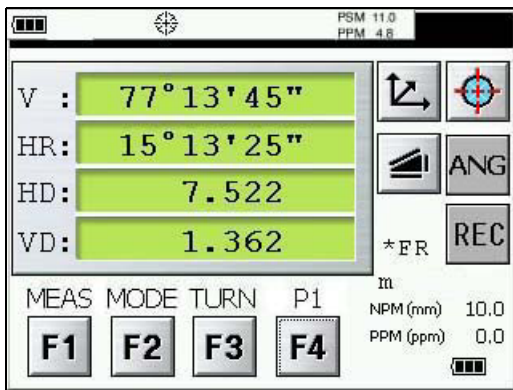 PSM 11.0
PPM 4.8
V : 77°13'45"
HR: 15°13'25"
HD: 7.522
VD: 1.362
ANG
*FR
REC
m
MEAS MODE TURN P1
NPM (mm) 10.0
PPM (ppm) 0.0
F1 F2 F3 F4